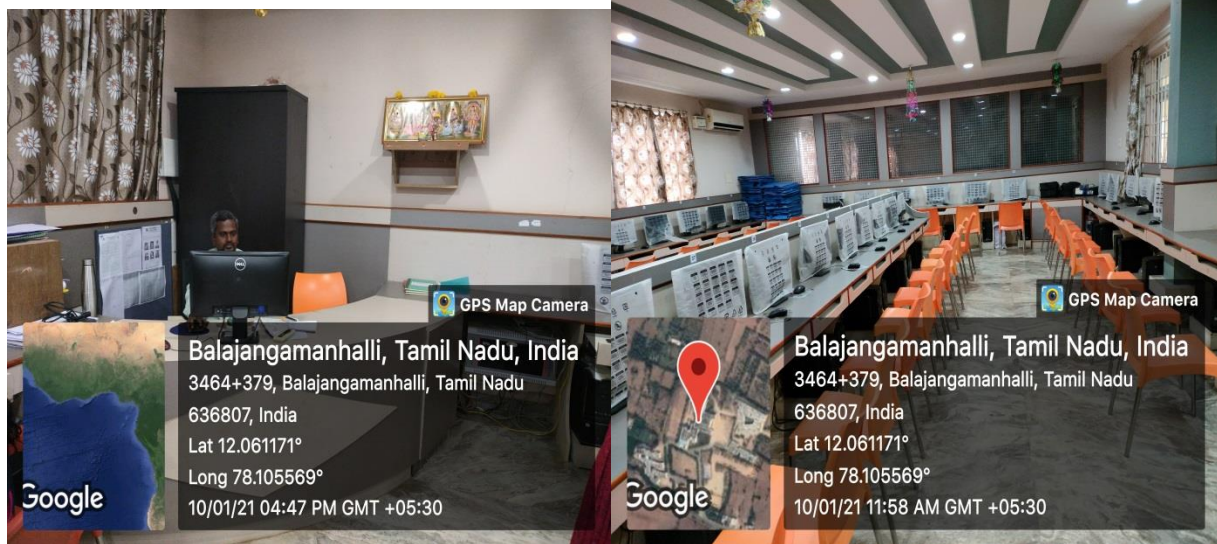 DELL
GPS Map Camera
Balajangamanhalli, Tamil Nadu, India
3464+379, Balajangamanhalli, Tamil Nadu
636807, India
Lat 12.061171°
Long 78.105569°
10/01/21 04:47 PM GMT +05:30
Google
GPS Map Camera
Balajangamanhalli, Tamil Nadu, India
3464+379, Balajangamanhalli, Tamil Nadu
636807, India
Lat 12.061171°
Long 78.105569°
10/01/21 11:58 AM GMT +05:30
Google